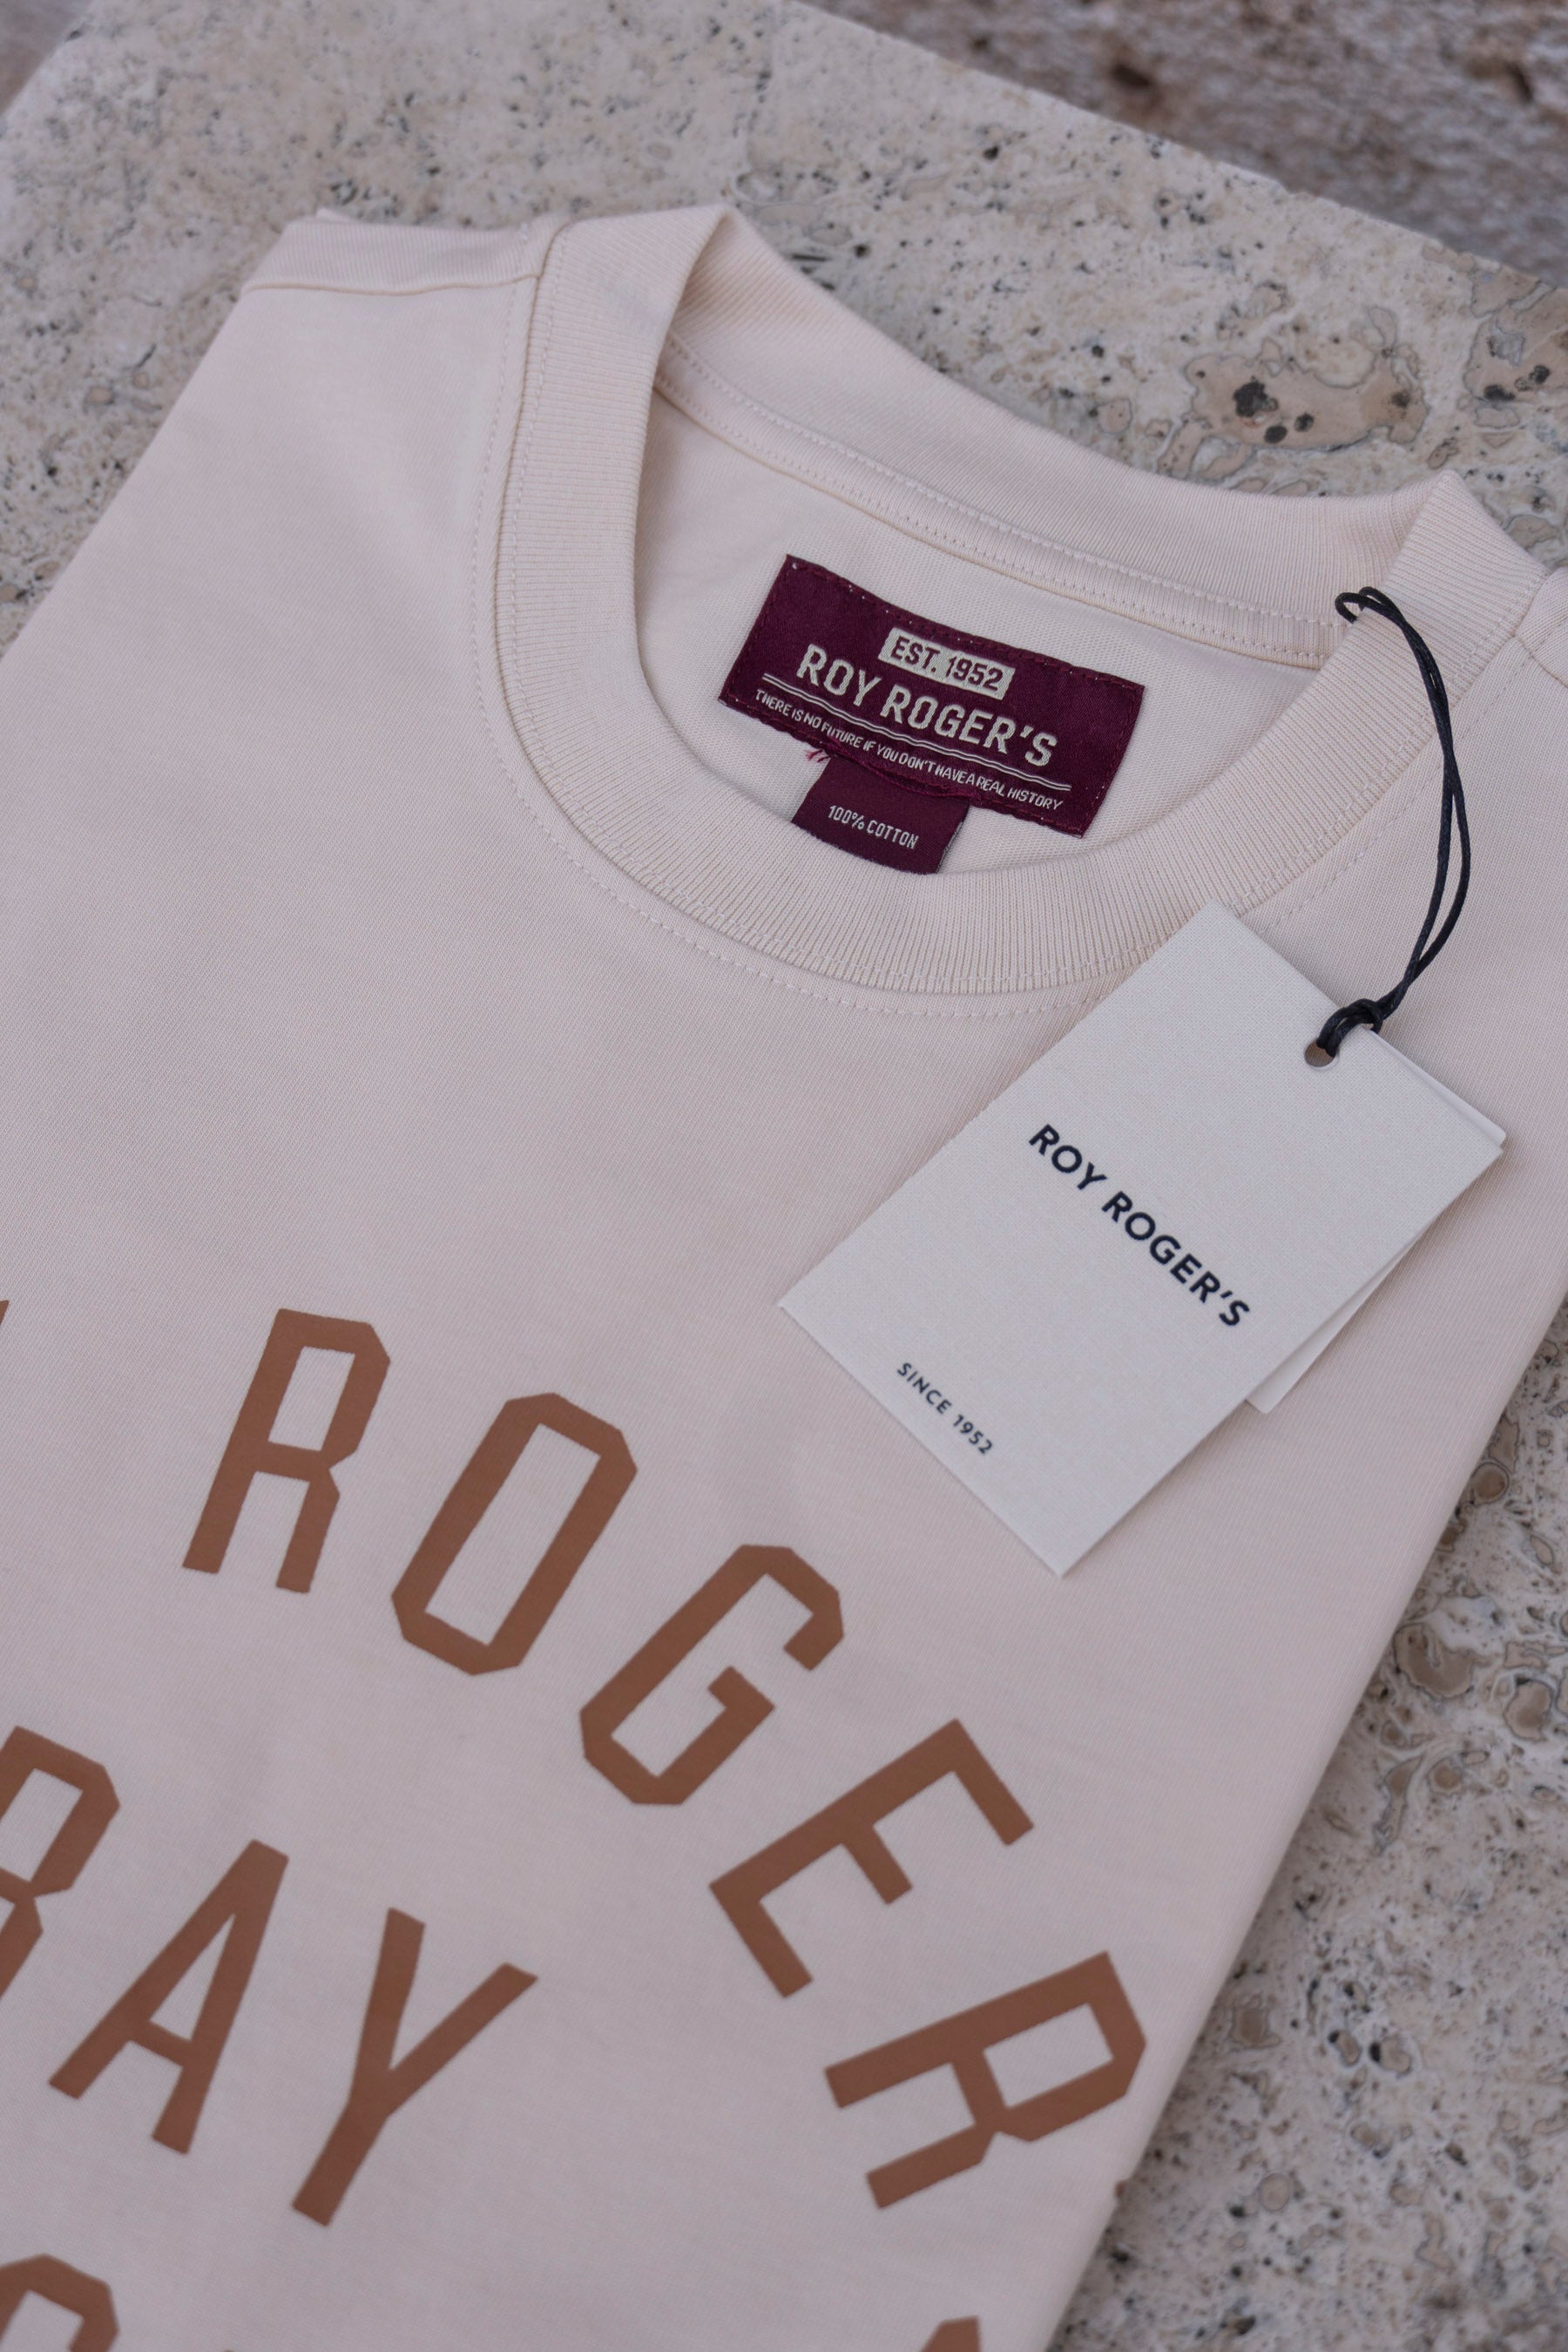 EST. 1952
ROY ROGER'S
THERE IS NO FUTURE IF YOU DON'T HAVE A REAL HISTORY
100% COTTON
ROY ROGER'S
SINCE 1952
ROGER
RAY